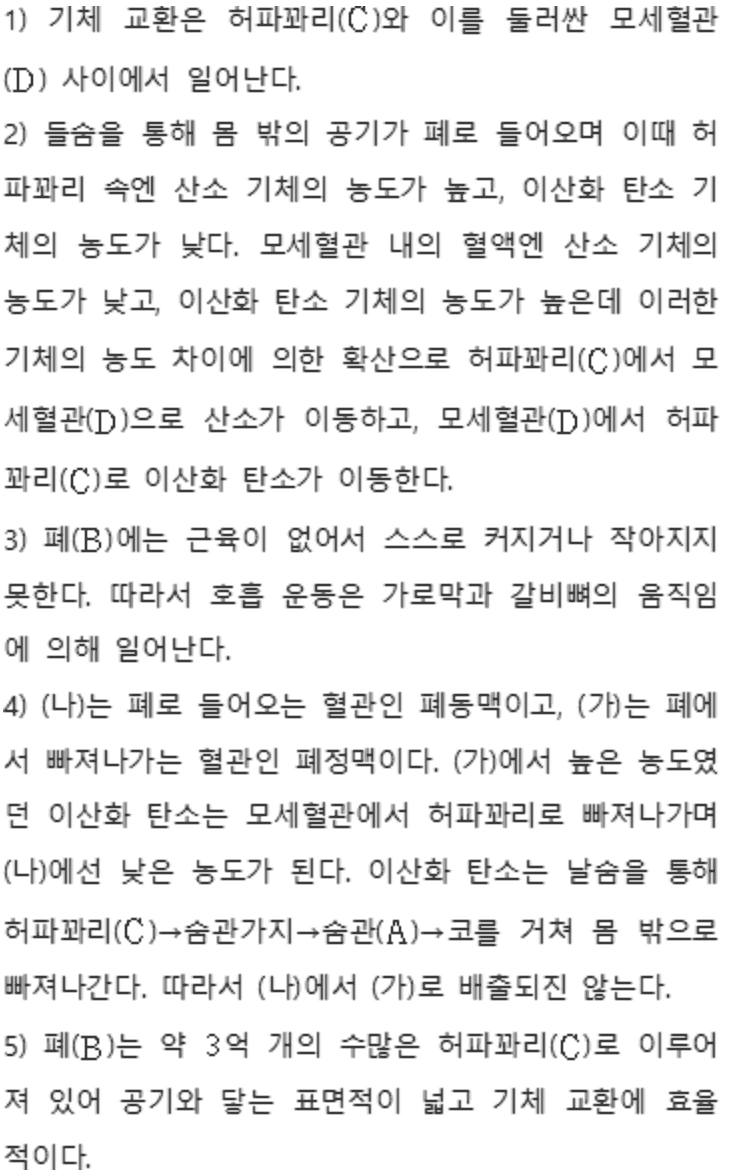 1) 기체 교환은 허파꽈리(C)와 이를 둘러싼 모세혈관
(D) 사이에서 일어난다.
2) 들숨을 통해 몸 밖의 공기가 폐로 들어오며 이때 허
파꽈리 속엔 산소 기체의 농도가 높고, 이산화 탄소 기
체의 농도가 낮다. 모세혈관 내의 혈액엔 산소 기체의
농도가 낮고, 이산화 탄소 기체의 농도가 높은데 이러한
기체의 농도 차이에 의한 확산으로 허파꽈리(C)에서 모
세혈관(D)으로 산소가 이동하고, 모세혈관(D)에서 허파
꽈리(C)로 이산화 탄소가 이동한다.
3) 폐(B)에는 근육이 없어서 스스로 커지거나 작아지지
못한다. 따라서 호흡 운동은 가로막과 갈비뼈의 움직임
에 의해 일어난다.
4) (나)는 폐로 들어오는 혈관인 폐동맥이고, (가)는 폐에
서 빠져나가는 혈관인 폐정맥이다. (가)에서 높은 농도였
던 이산화 탄소는 모세혈관에서 허파꽈리로 빠져나가며
(나)에선 낮은 농도가 된다. 이산화 탄소는 날숨을 통해
허파꽈리(C)→숨관가지→숨관(A)→코를 거쳐 몸 밖으로
빠져나간다. 따라서 (나)에서 (가)로 배출되진 않는다.
5) 폐(B)는 약 3억 개의 수많은 허파꽈리(C)로 이루어
져 있어 공기와 닿는 표면적이 넓고 기체 교환에 효율
적이다.